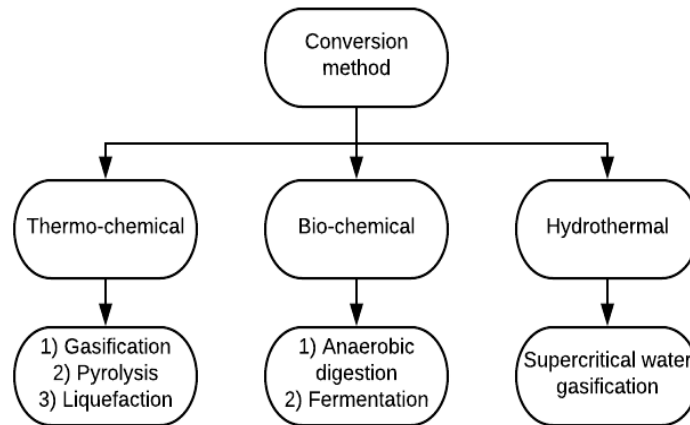 Conversion
method
Thermo-chemical
Bio-chemical
Hydrothermal
1) Gasification
2) Pyrolysis
3) Liquefaction
1) Anaerobic
digestion
2) Fermentation
Supercritical water
gasification